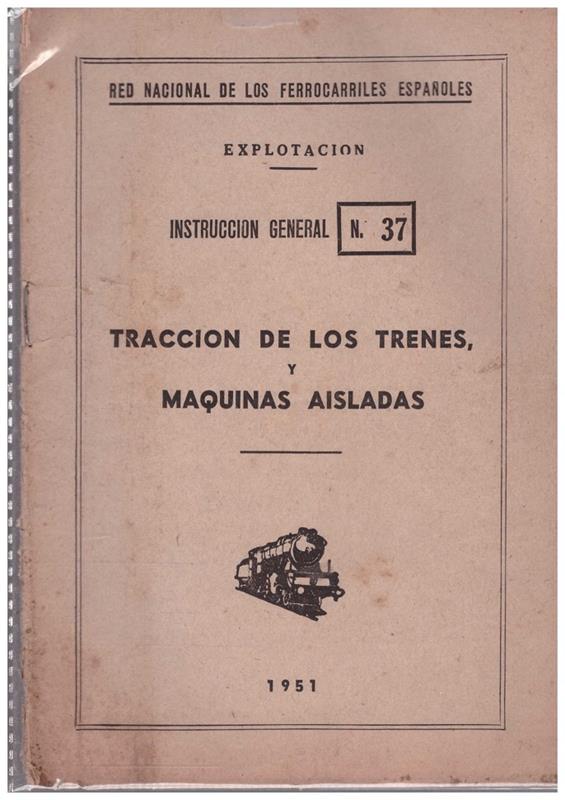 RED NACIONAL DE LOS FERROCARRILES ESPAÑOLES
EXPLOTACION
INSTRUCCION GENERAL N. 37
TRACCION DE LOS TRENES,
Y
MAQUINAS AISLADAS
1951